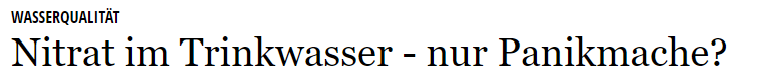 WASSERQUALITÄT
Nitrat im Trinkwasser - nur Panikmache?